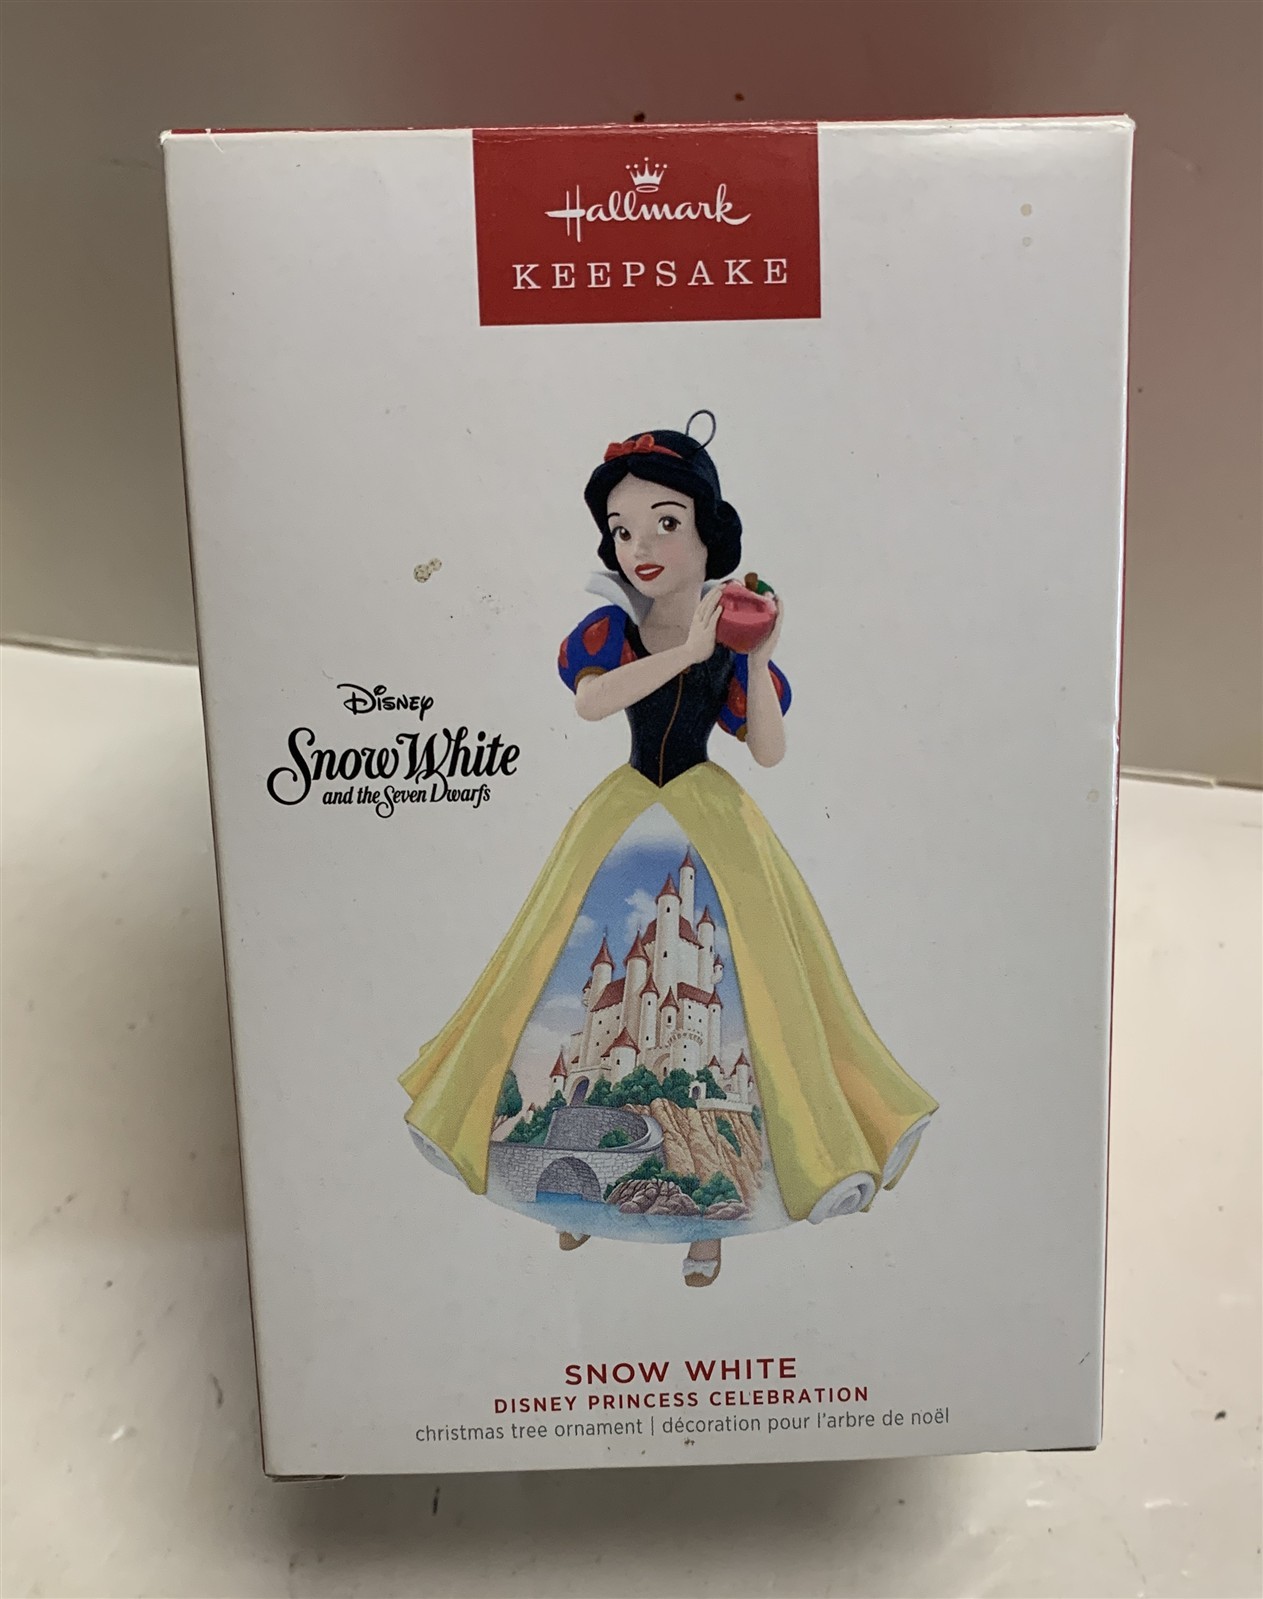 Hallmark
KEEPSAKE
Disney
Snow White
and the Seven Dwarfs
SNOW WHITE
DISNEY PRINCESS CELEBRATION
christmas tree ornament | décoration pour l'arbre de noël